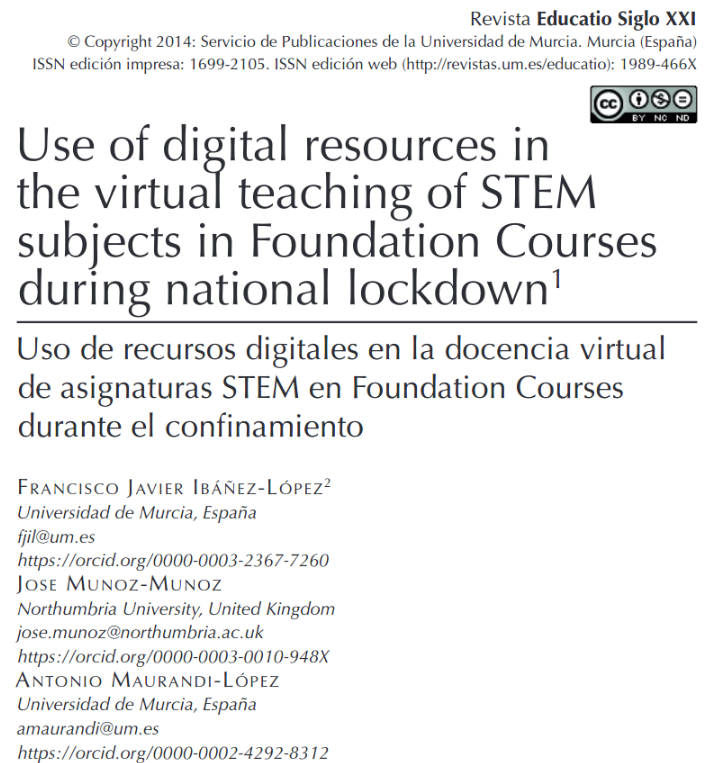 Revista Educatio Siglo XXI
© Copyright 2014: Servicio de Publicaciones de la Universidad de Murcia. Murcia (España)
ISSN edición impresa: 1699-2105. ISSN edición web (http://revistas.um.es/educatio): 1989-466X
cc BY NC ND
Use of digital resources in
the virtual teaching of STEM
subjects in Foundation Courses
during national lockdown¹
Uso de recursos digitales en la docencia virtual
de asignaturas STEM en Foundation Courses
durante el confinamiento
Francisco Javier Ibáñez-López²
Universidad de Murcia, España
fjil@um.es
https://orcid.org/0000-0003-2367-7260
Jose Munoz-Munoz
Northumbria University, United Kingdom
jose.munoz@northumbria.ac.uk
https://orcid.org/0000-0003-0010-948X
Antonio Maurandi-López
Universidad de Murcia, España
amaurandi@um.es
https://orcid.org/0000-0002-4292-8312